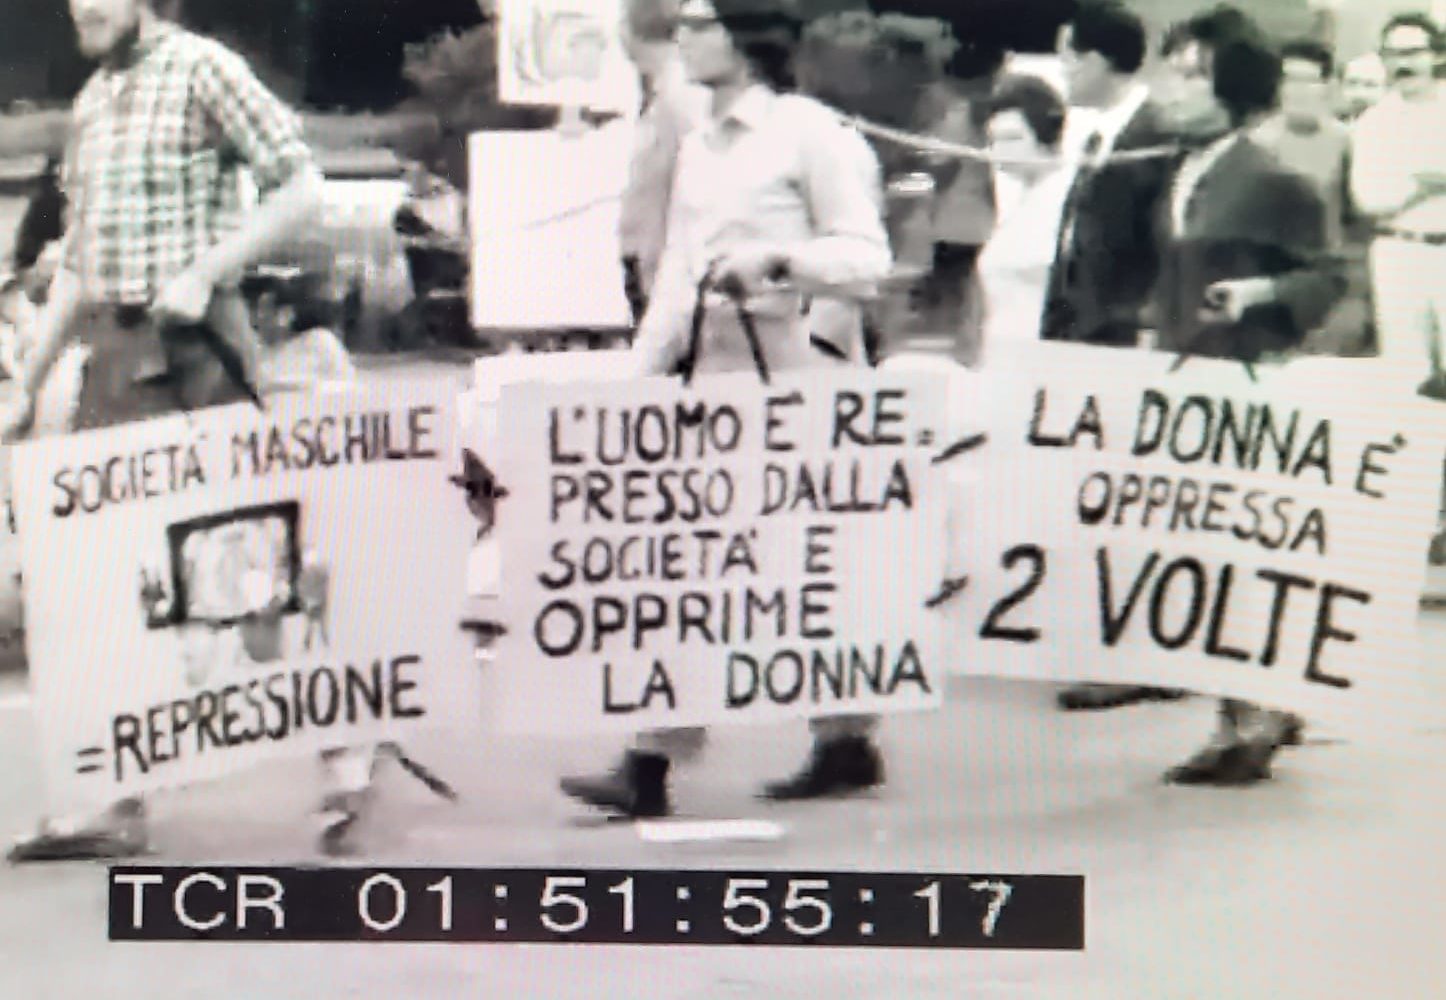 SOCIETÀ MASCHILE
=REPRESSIONE
L'UOMO E' RE=
PRESSO DALLA
SOCIETA' E
OPPRIME
LA DONNA
LA DONNA E'
OPPRESSA
2 VOLTE
TCR 01:51:55:17